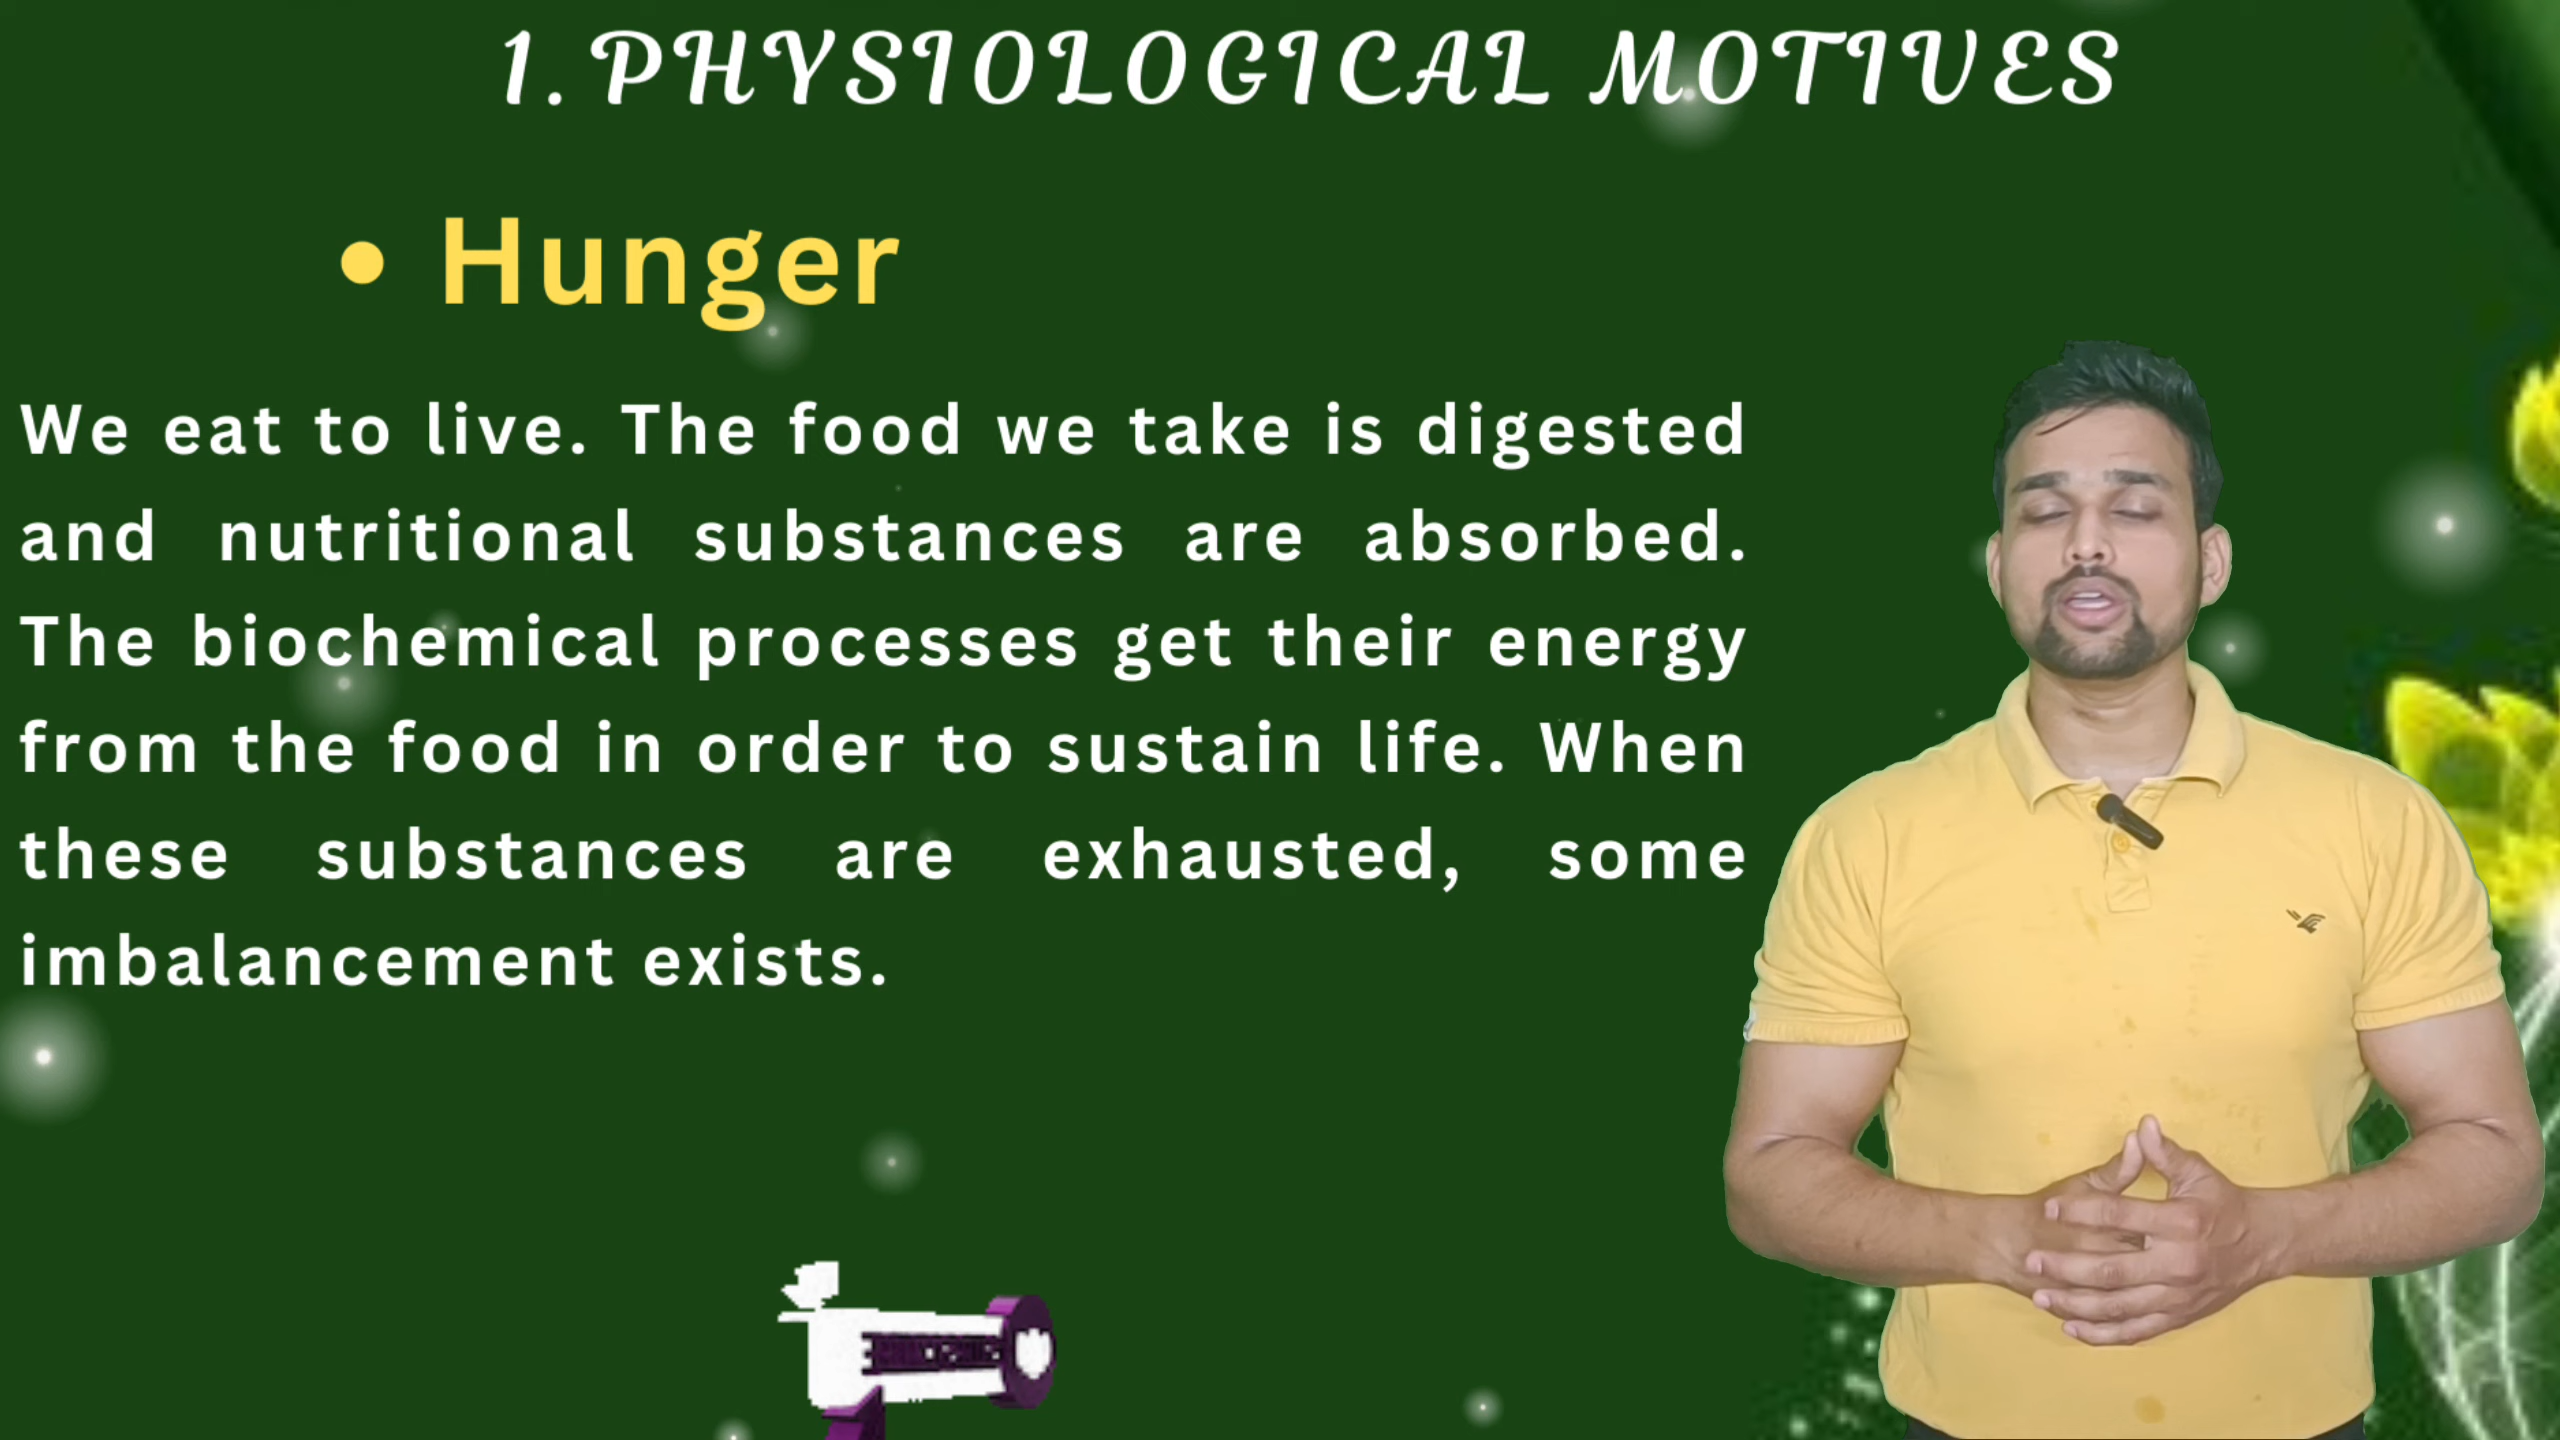 1. PHYSIOLOGICAL MOTIVES
• Hunger
We eat to live. The food we take is digested
and nutritional substances are absorbed.
The biochemical processes get their energy
from the food in order to sustain life. When
these substances are exhausted, some
imbalancement exists.